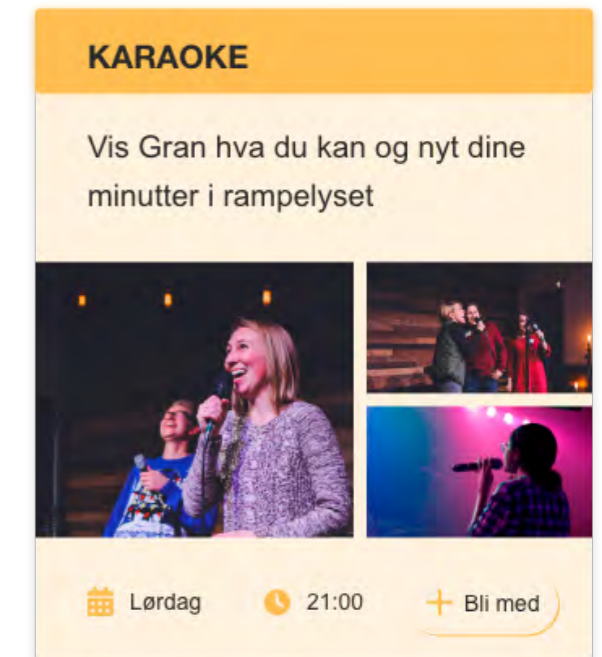 KARAOKE
Vis Gran hva du kan og nyt dine
minutter i rampelyset
Lørdag
21:00
Bli med